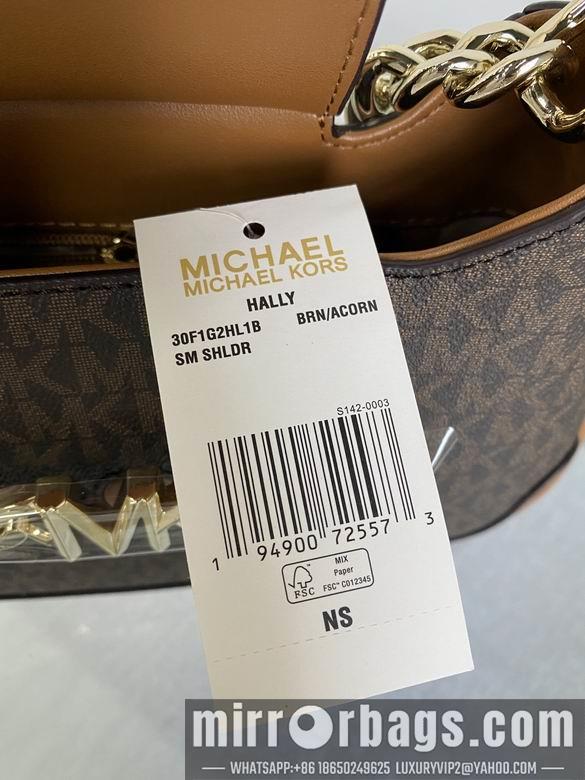 MICHAEL
MICHAEL KORS
HALLY
30F1G2HL1B BRN/ACORN
SM SHLDR
S142-0003
1 94900 72557 3
MIX
Paper
FSC™ C012345
FSC
NS
mirrorbags.com
WHATSAPP:+86 18650249625 LUXURYVIP2@YAHOO.COM